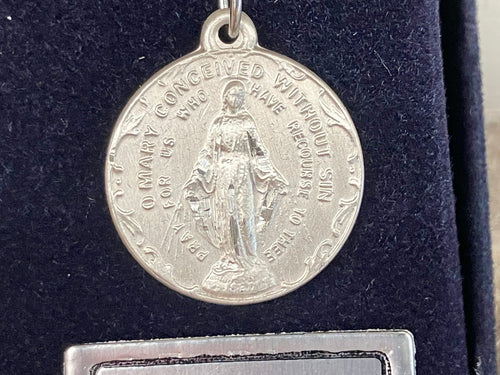 O MARY CONCEIVED WITHOUT SIN
PRAY FOR US WHO HAVE RECOURSE TO THEE